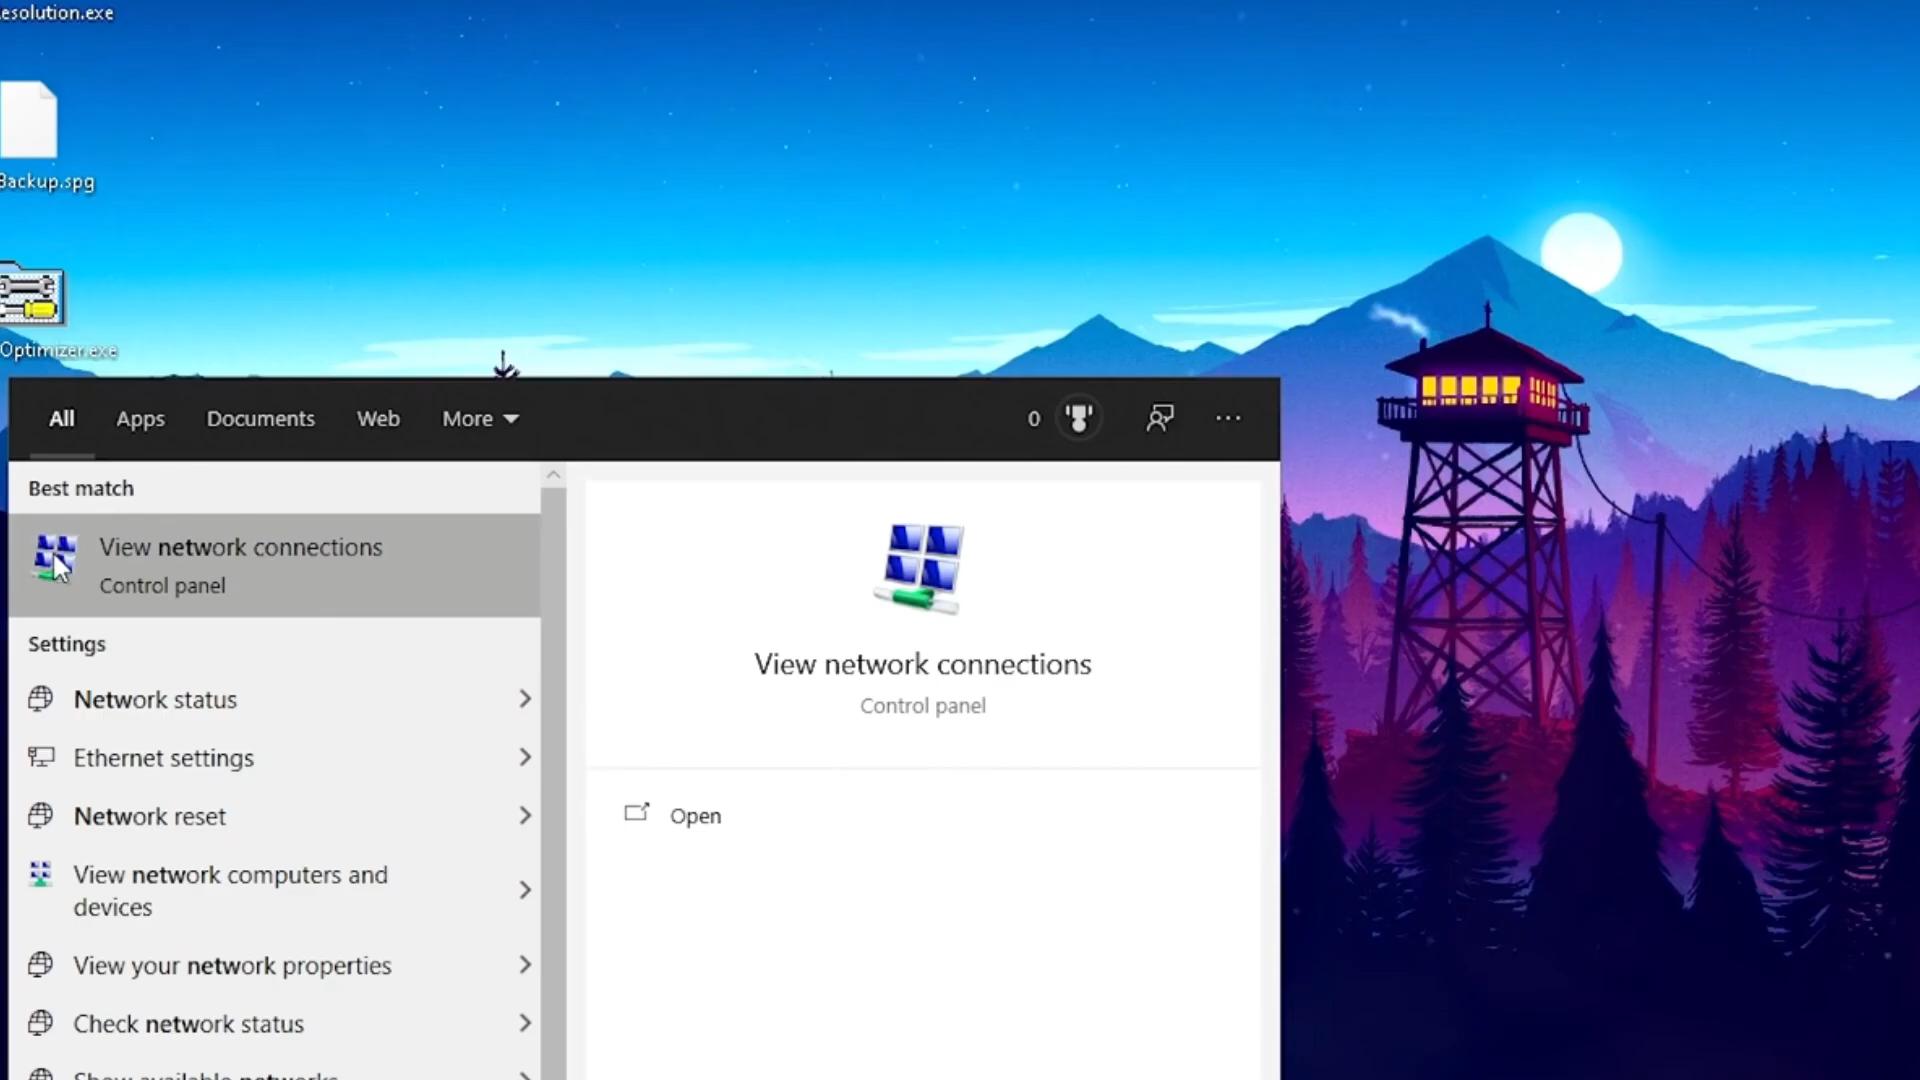 esolution.exe
Backup.spg
Optimizer.exe
All Apps Documents Web More 0
Best match
View network connections
Control panel
Settings
Network status
Ethernet settings
Network reset
View network computers and
devices
View your network properties
Check network status
Show available networks
View network connections
Control panel
Open